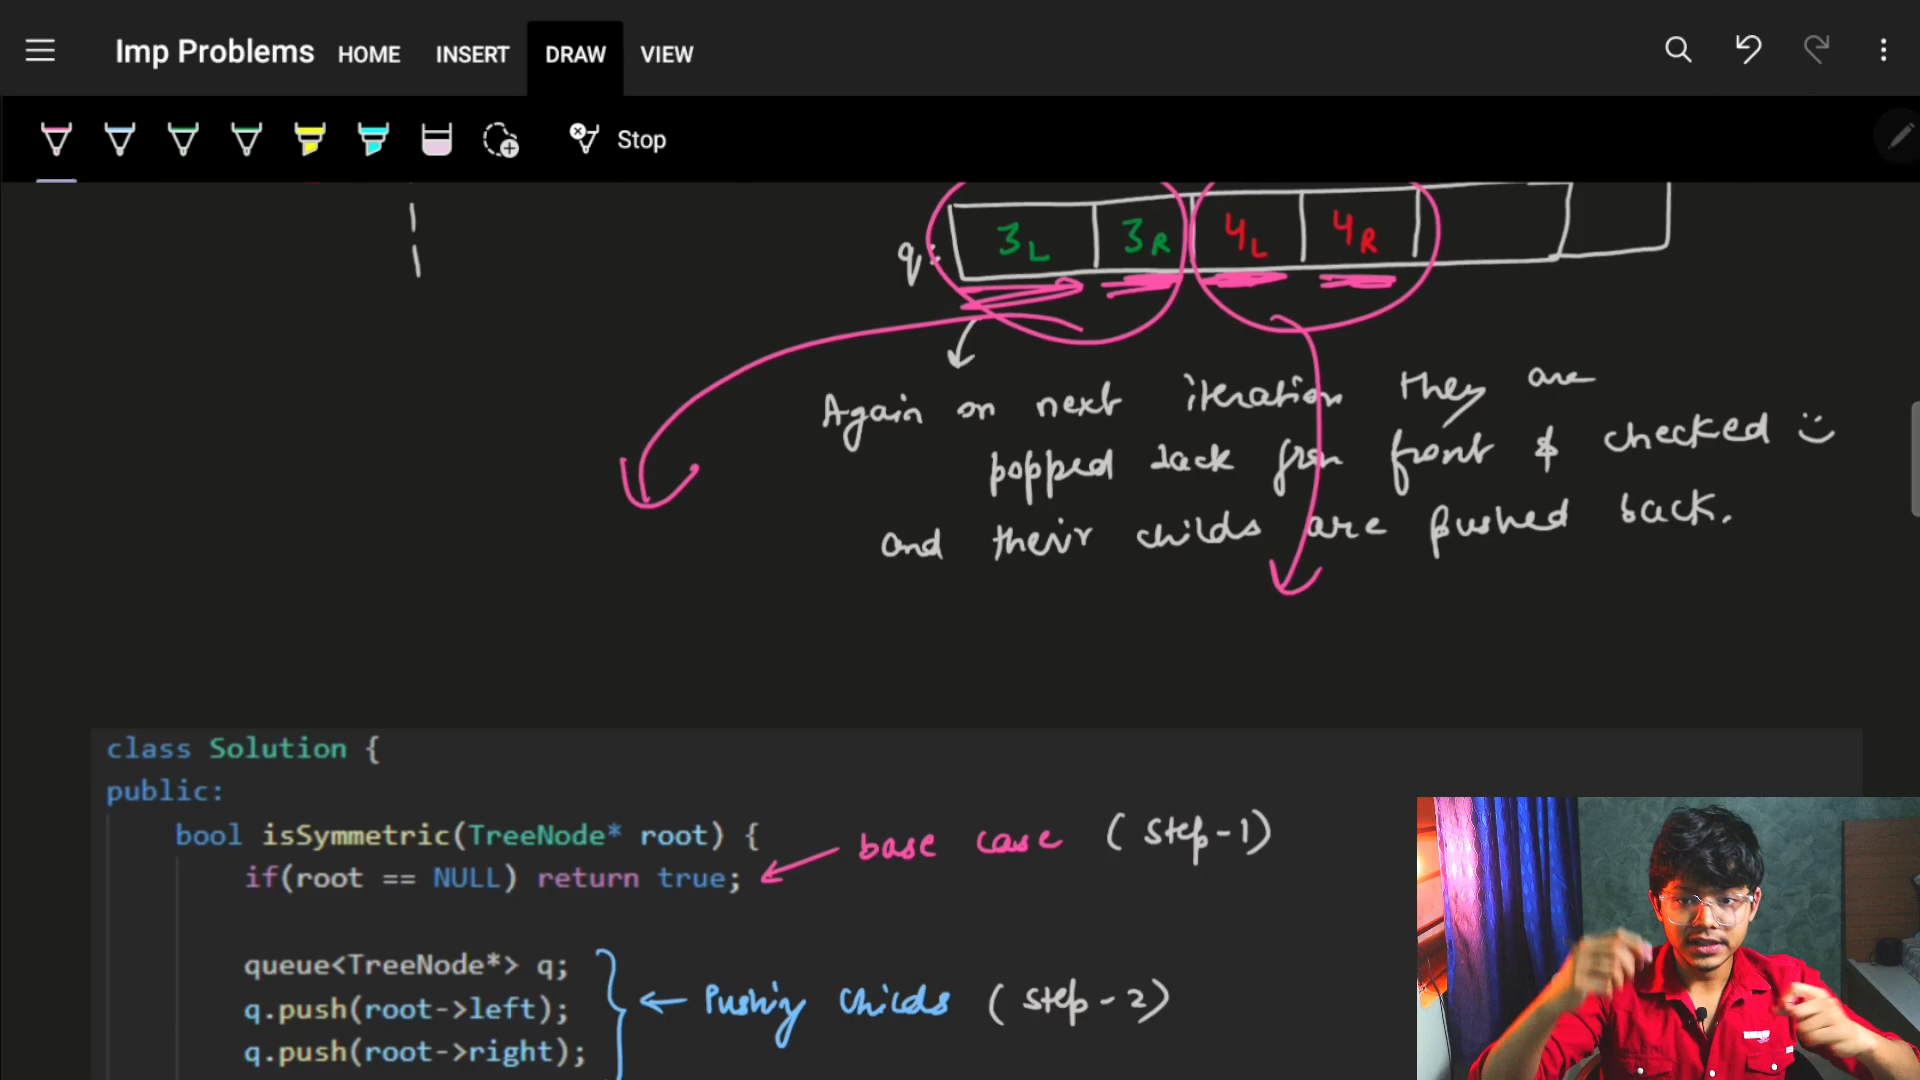 Imp Problems HOME INSERT DRAW VIEW
Stop
q: 3L 3R 4L 4R
Again on next iteration they are
popped back from front & checked :)
and their childs are pushed back.
class Solution {
public:
bool isSymmetric(TreeNode* root) {
base case (step-1)
if(root == NULL) return true;
queue<TreeNode*> q;
q.push(root->left);
Pushing childs (step-2)
q.push(root->right);